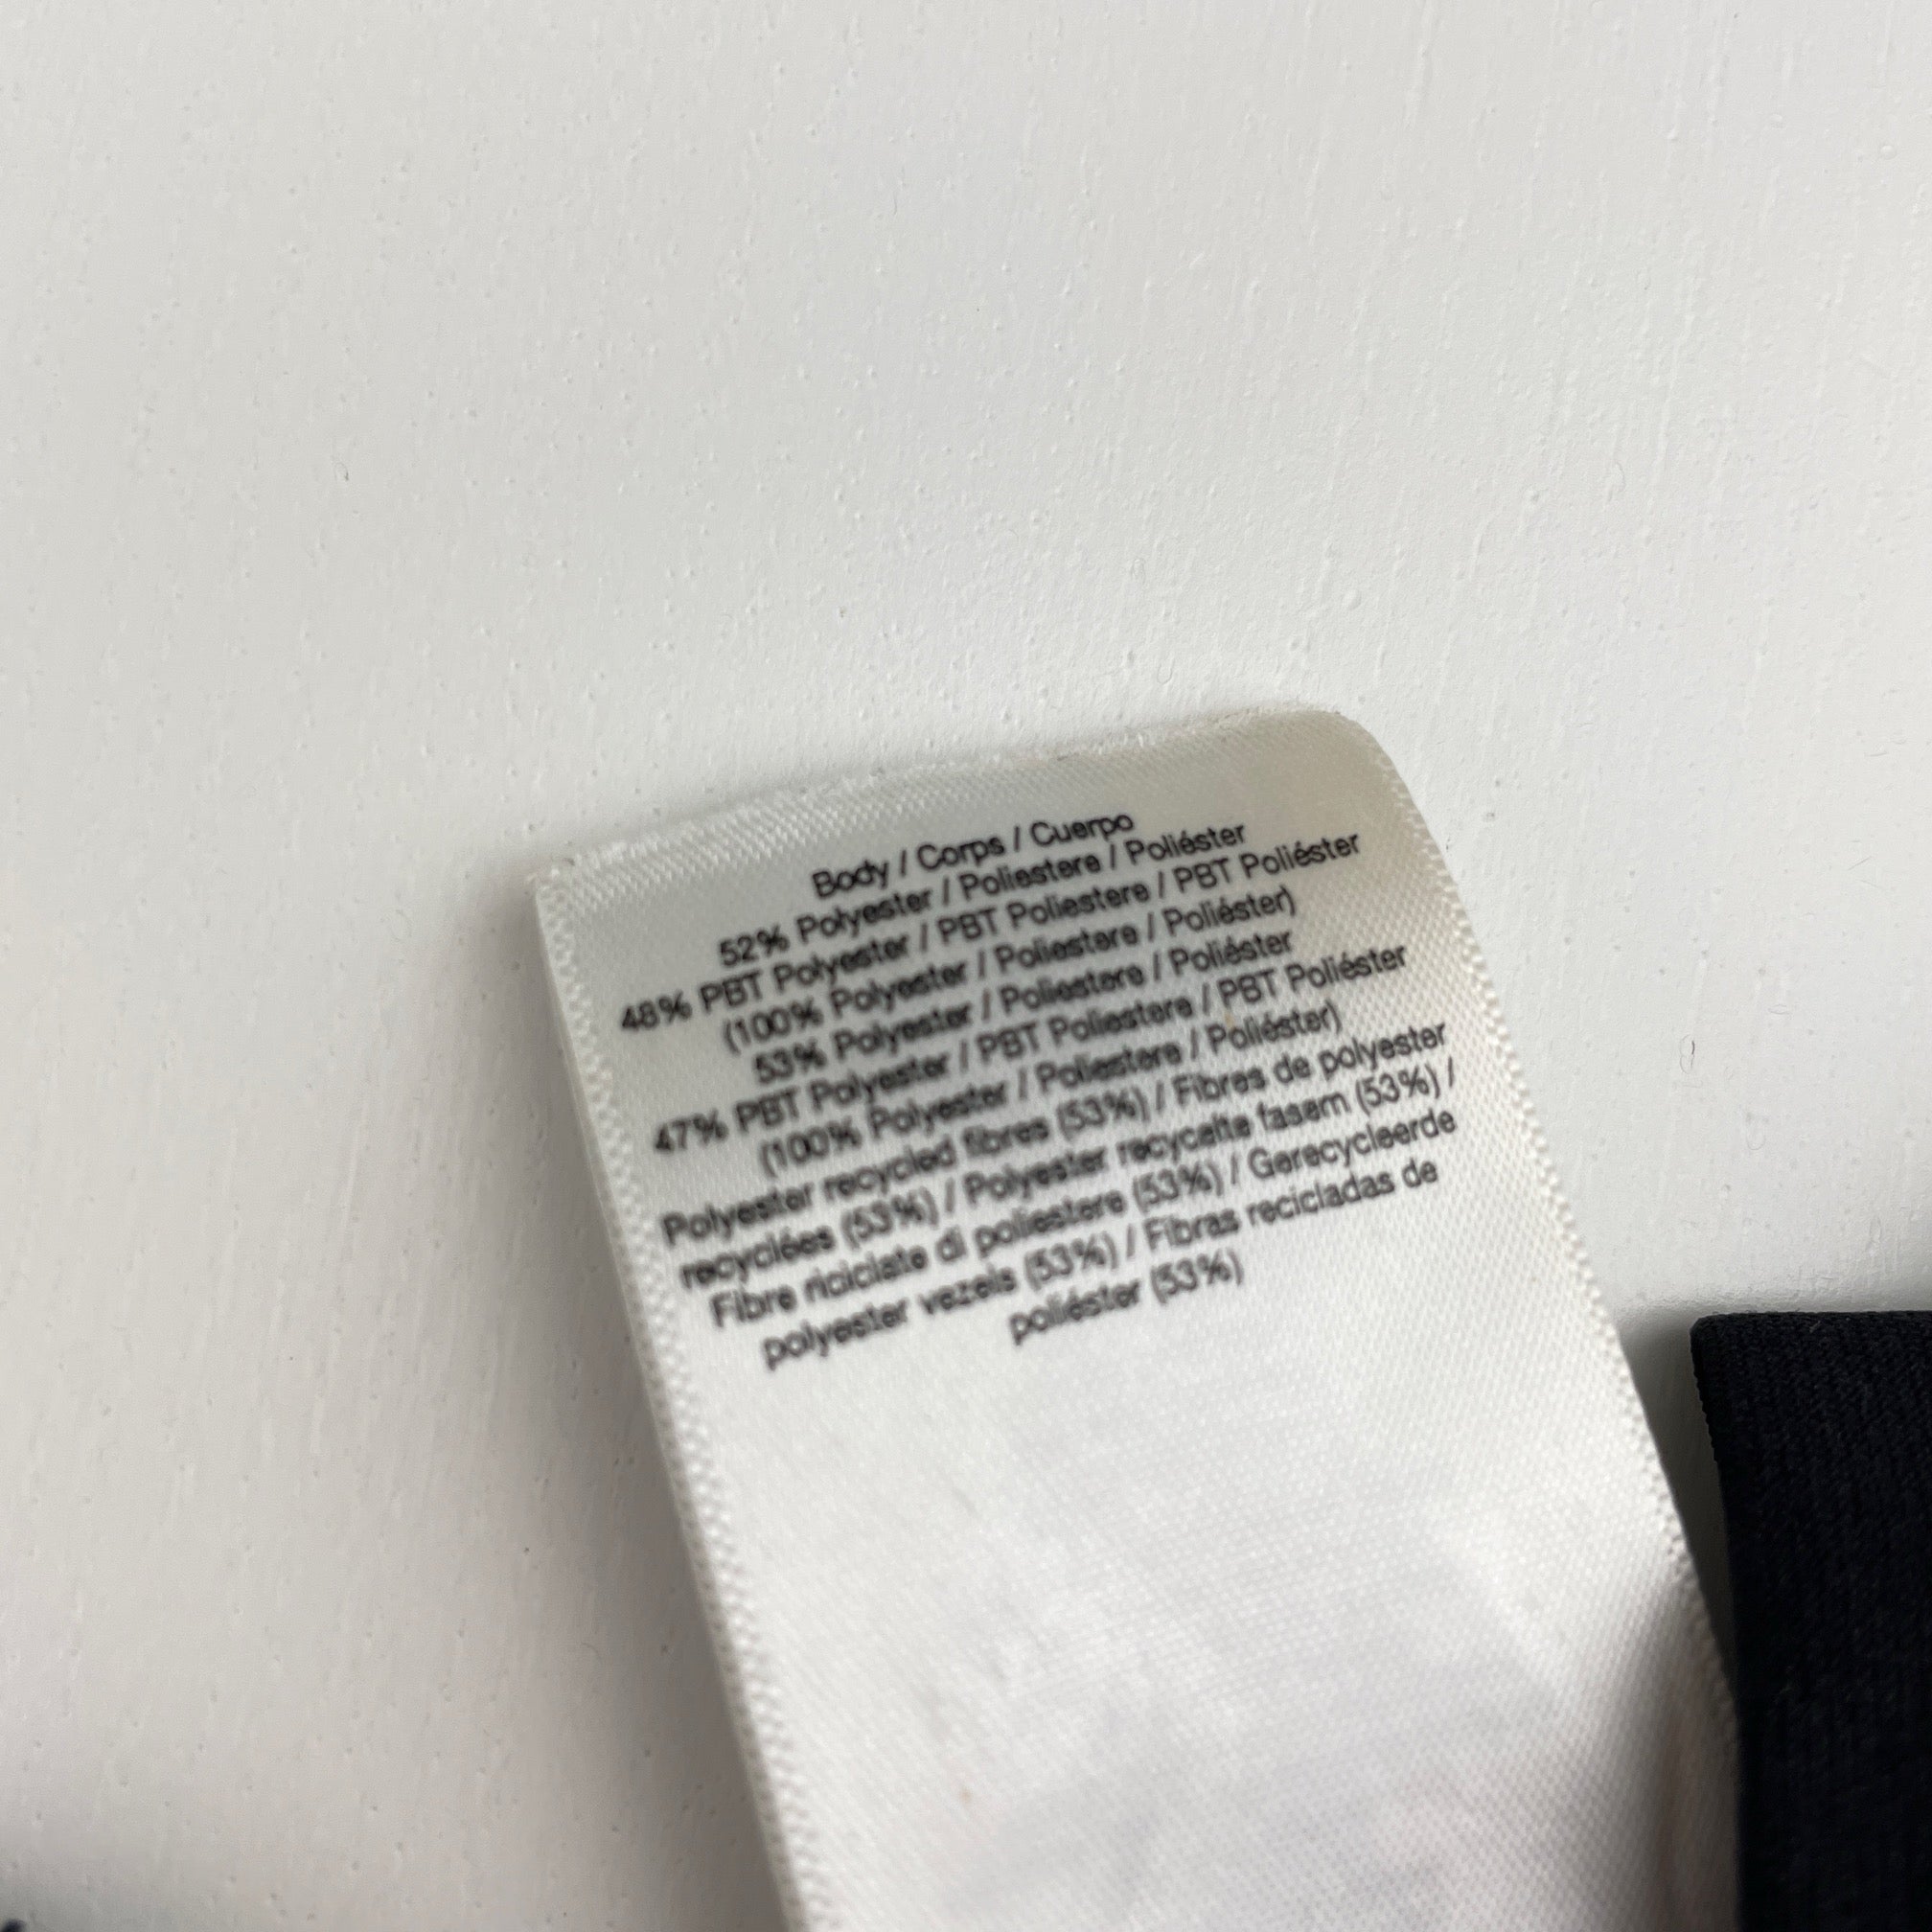 Body / Corps / Cuerpo
52% Polyester / Poliestere / Poliéster
48% PBT Polyester / PBT Poliestere / PBT Poliéster
(100% Polyester / Poliestere / Poliéster)
53% Polyester / Poliestere / Poliéster
47% PBT Polyester / PBT Poliestere / PBT Poliéster
(100% Polyester / Poliestere / Poliéster)
Polyester recycled fibres (53%) / Fibres de polyester
recyclées (53%) / Polyester recycelte fasern (53%) /
Fibre riciclate di poliestere (53%) / Gerecycleerde
polyester vezels (53%) / Fibras recicladas de
poliéster (53%)